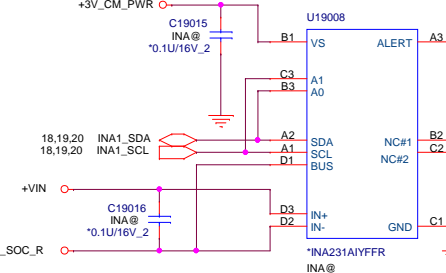 +3V_CM_PWR
U19008
C19015
INA@
*0.1U/16V_2
B1 VS ALERT A3
C3 A1
B3 A0
18,19,20 INA1_SDA A2 SDA NC#1 B2
18,19,20 INA1_SCL A1 SCL NC#2 C2
D1 BUS
+VIN
C19016
INA@
*0.1U/16V_2
D3 IN+
D2 IN- GND C1
_SOC_R
*INA231AIYFFR
INA@